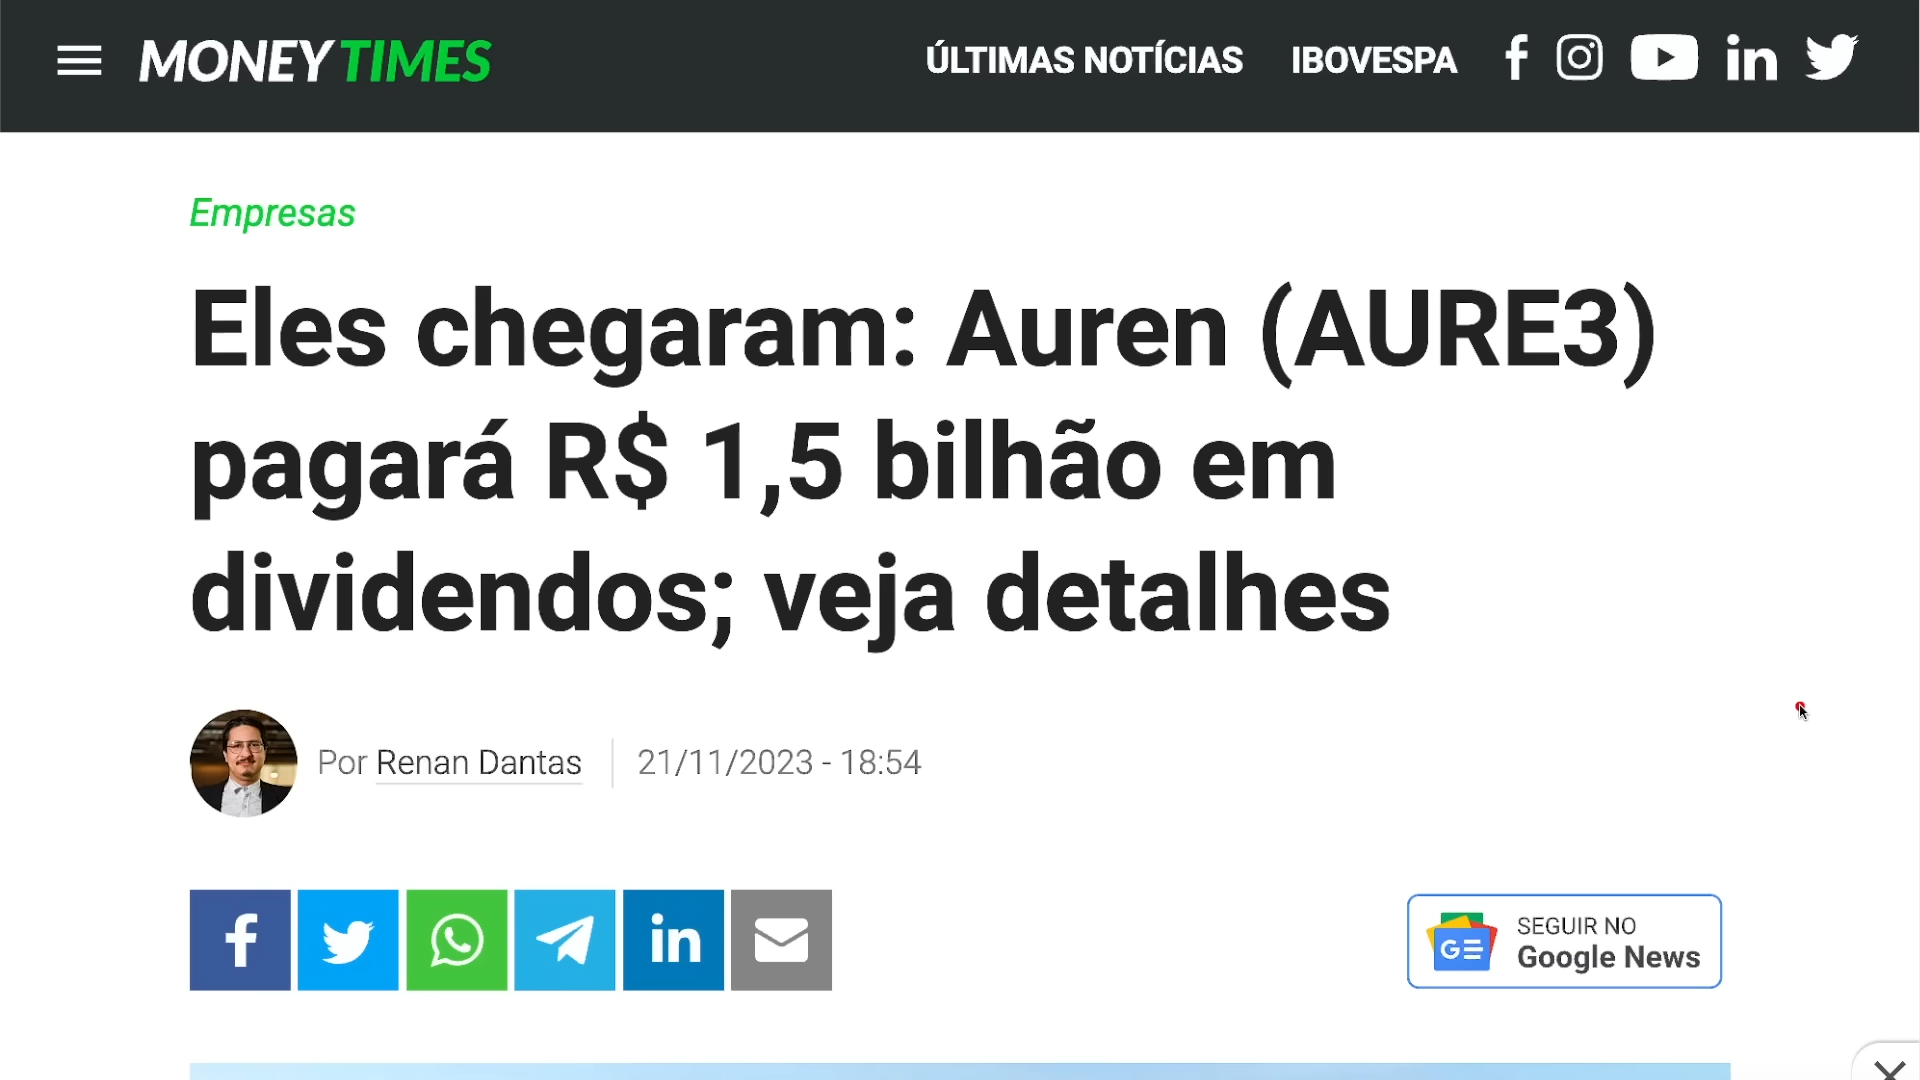 MONEY TIMES
ÚLTIMAS NOTÍCIAS IBOVESPA
Empresas
Eles chegaram: Auren (AURE3)
pagará R$ 1,5 bilhão em
dividendos; veja detalhes
Por Renan Dantas 21/11/2023 - 18:54
SEGUIR NO
Google News